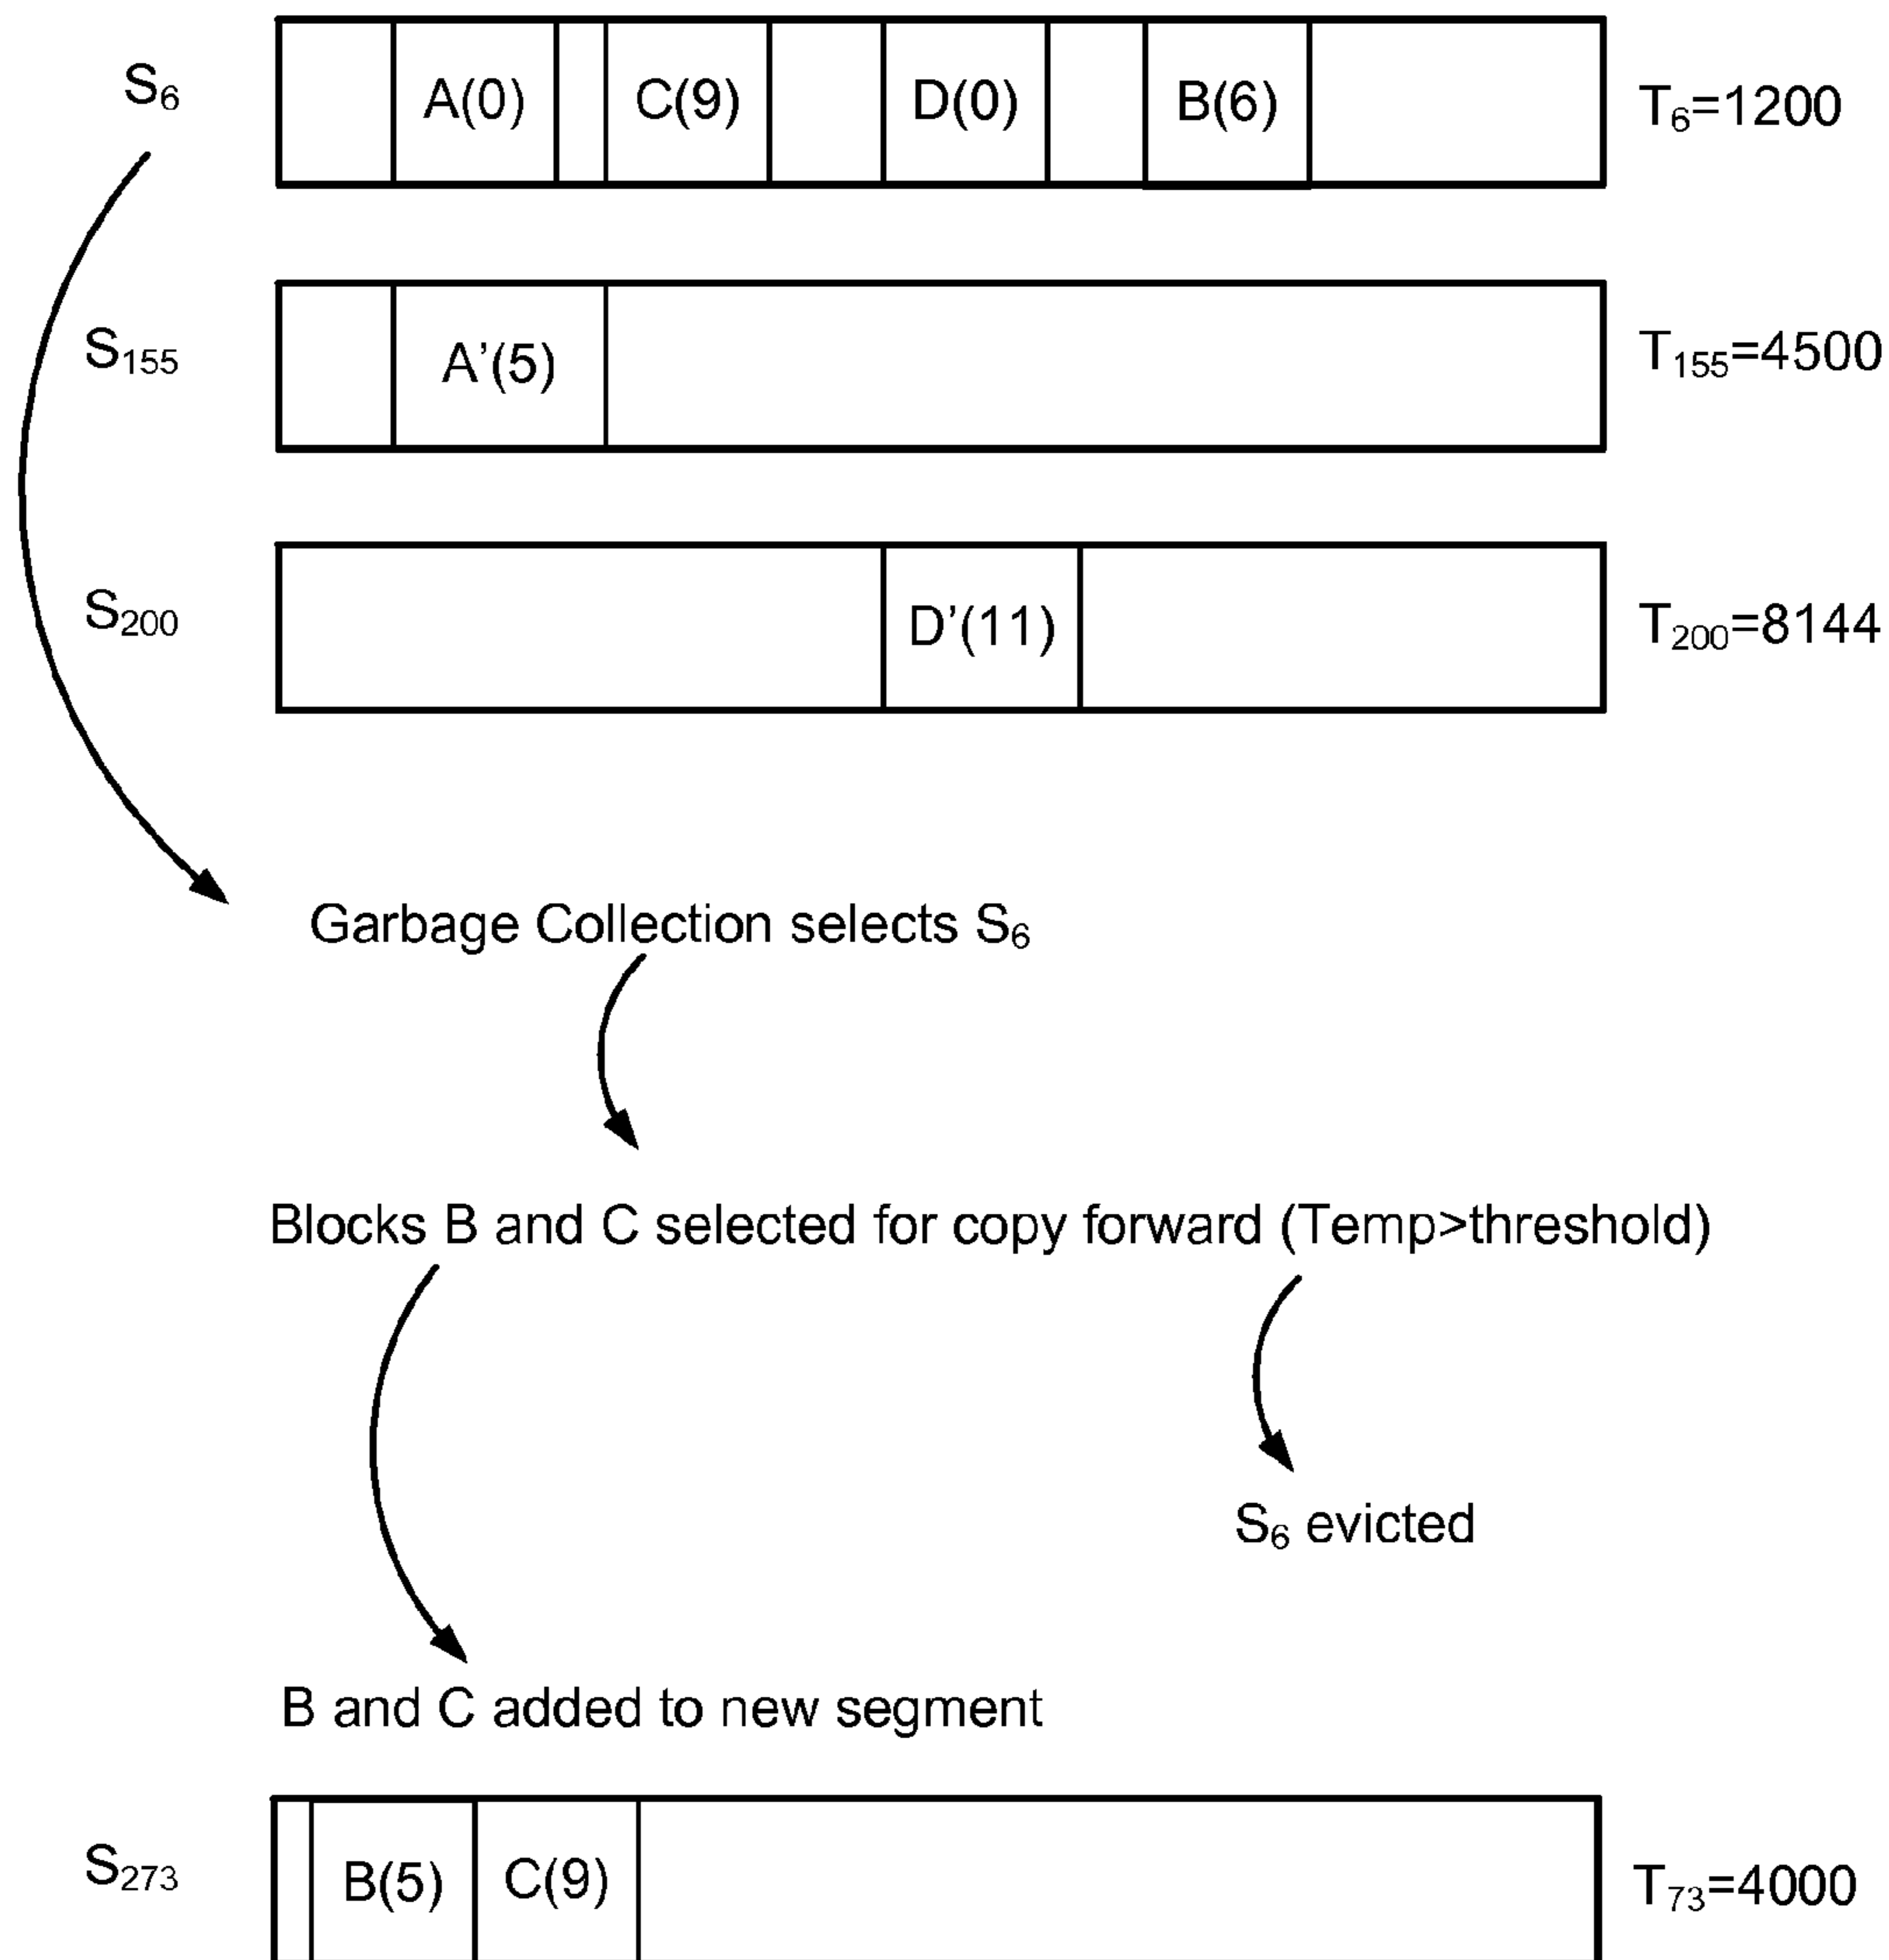 S6 A(0) C(9) D(0) B(6) T6=1200
S155 A’(5) T155=4500
S200 D’(11) T200=8144
Garbage Collection selects S6
Blocks B and C selected for copy forward (Temp>threshold)
S6 evicted
B and C added to new segment
S273 B(5) C(9) T73=4000